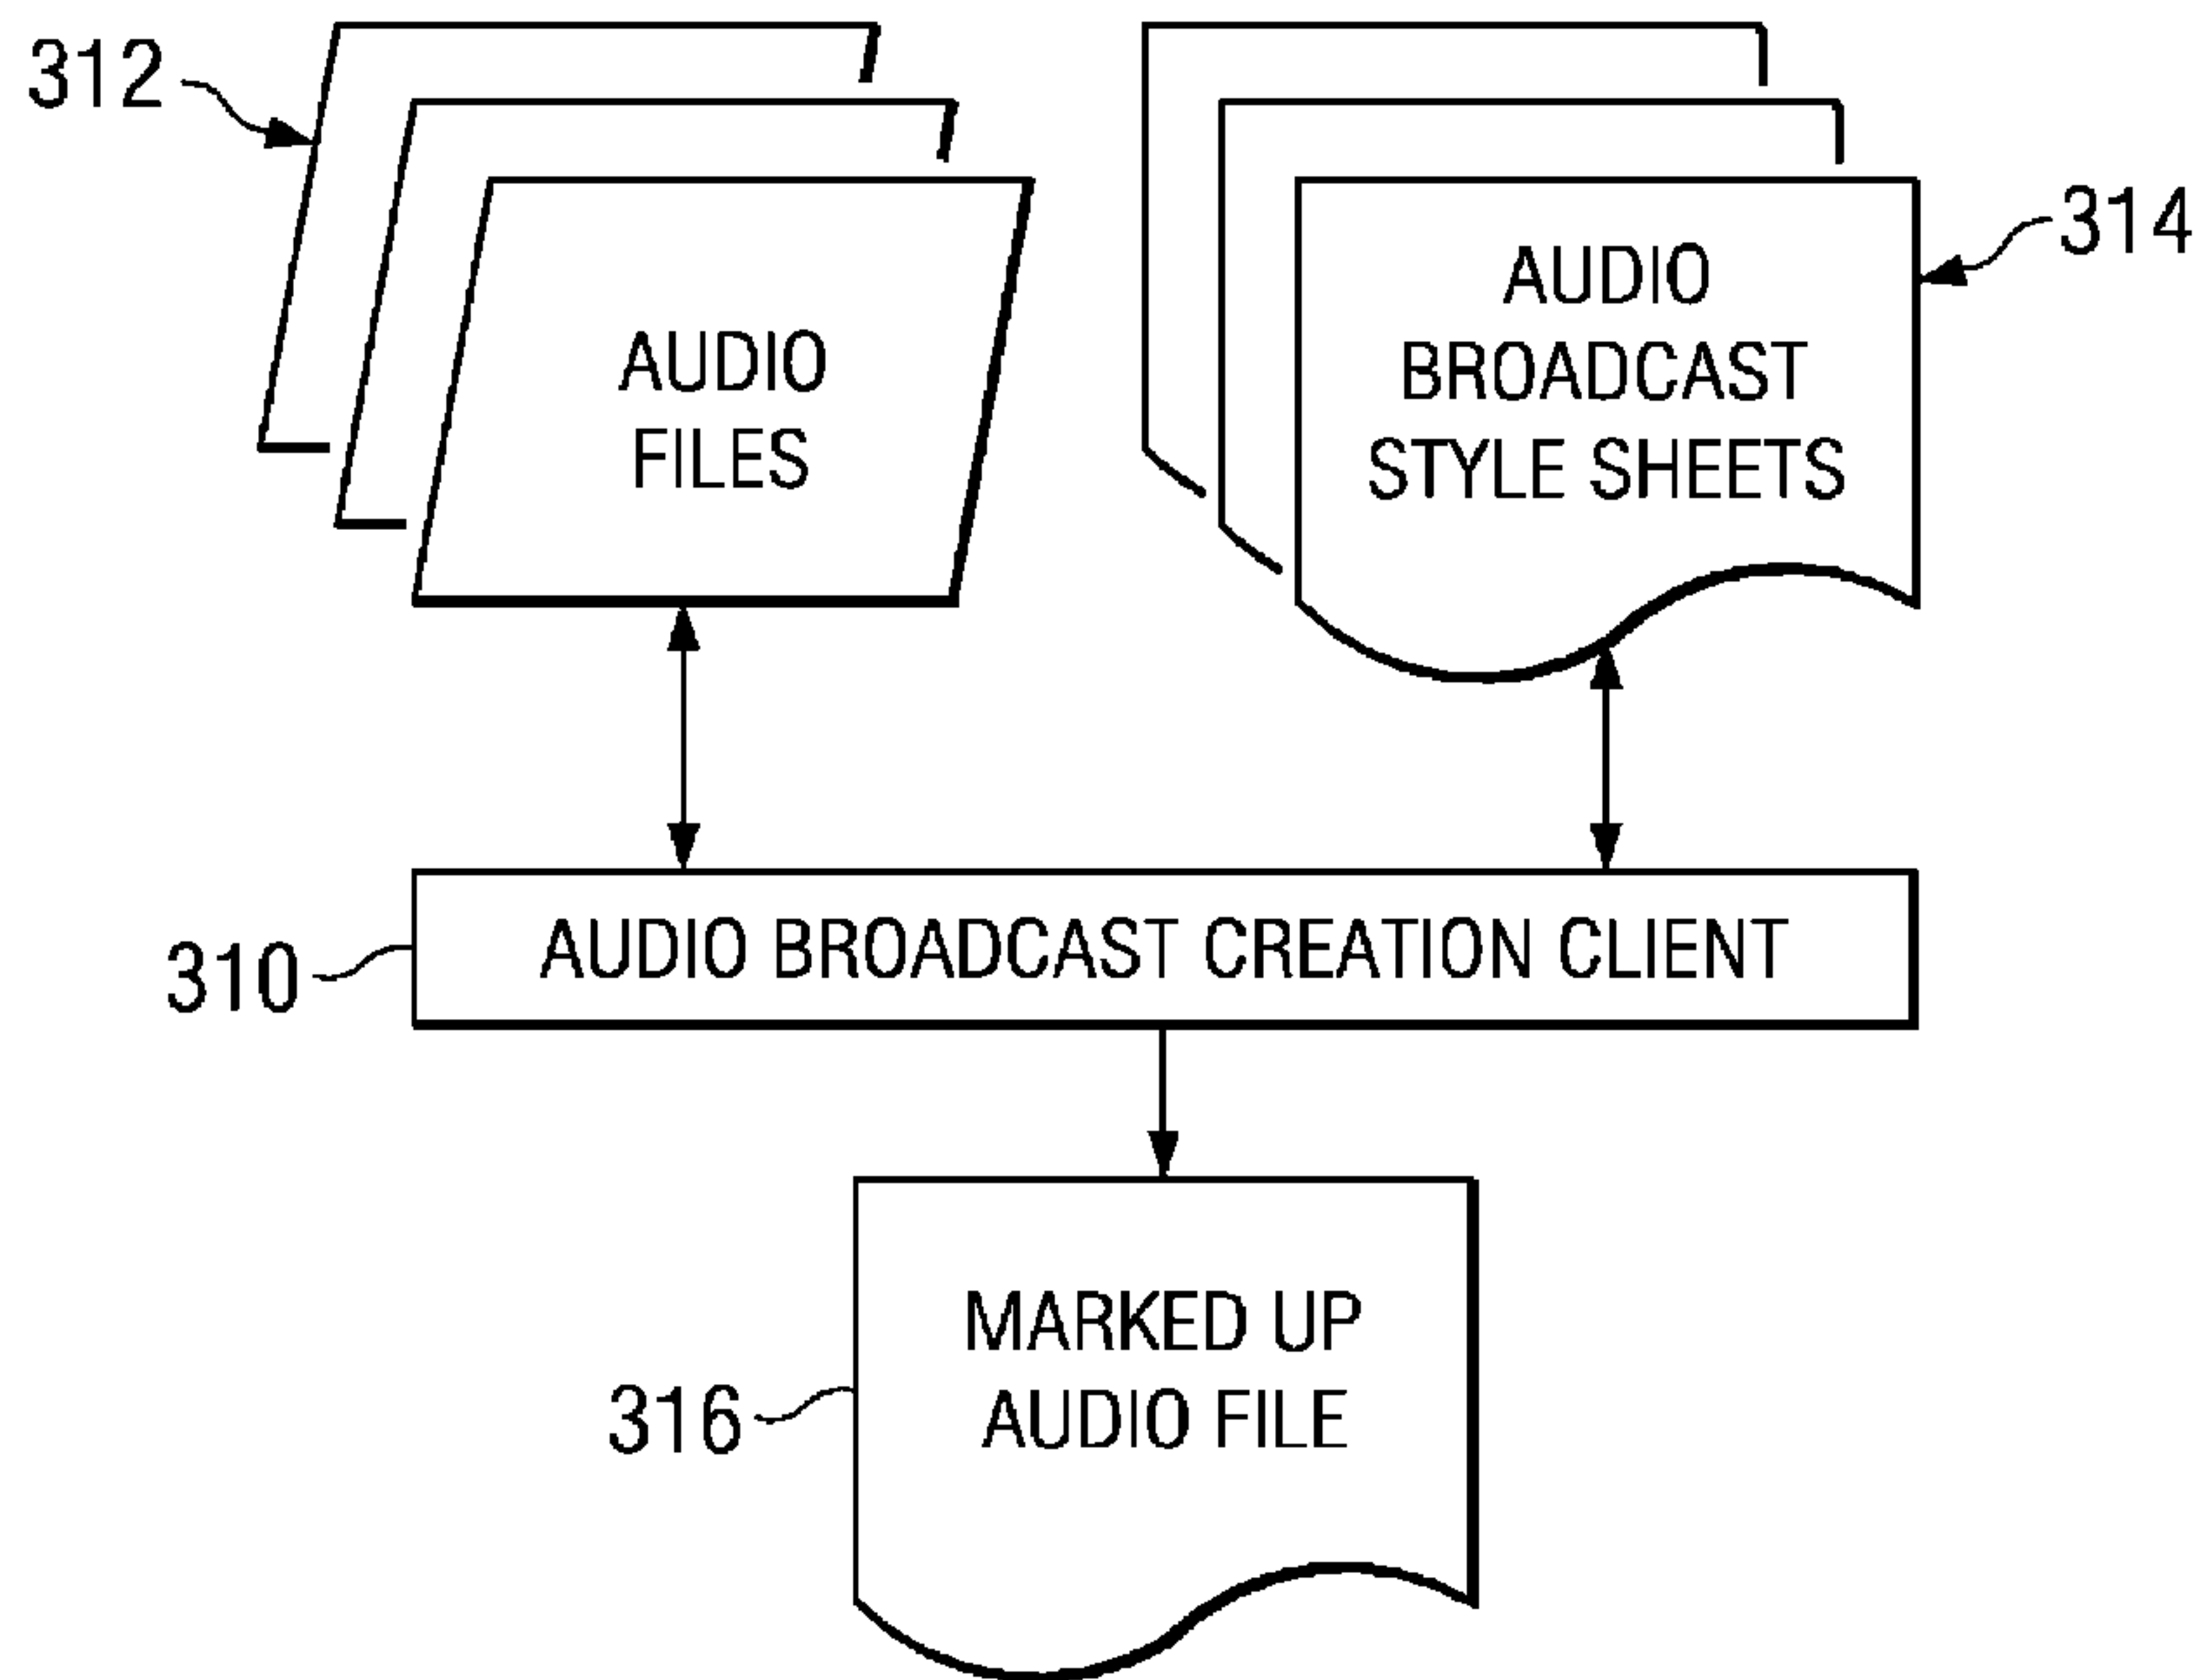 312
AUDIO
FILES
AUDIO
BROADCAST
STYLE SHEETS
314
310
AUDIO BROADCAST CREATION CLIENT
MARKED UP
AUDIO FILE
316